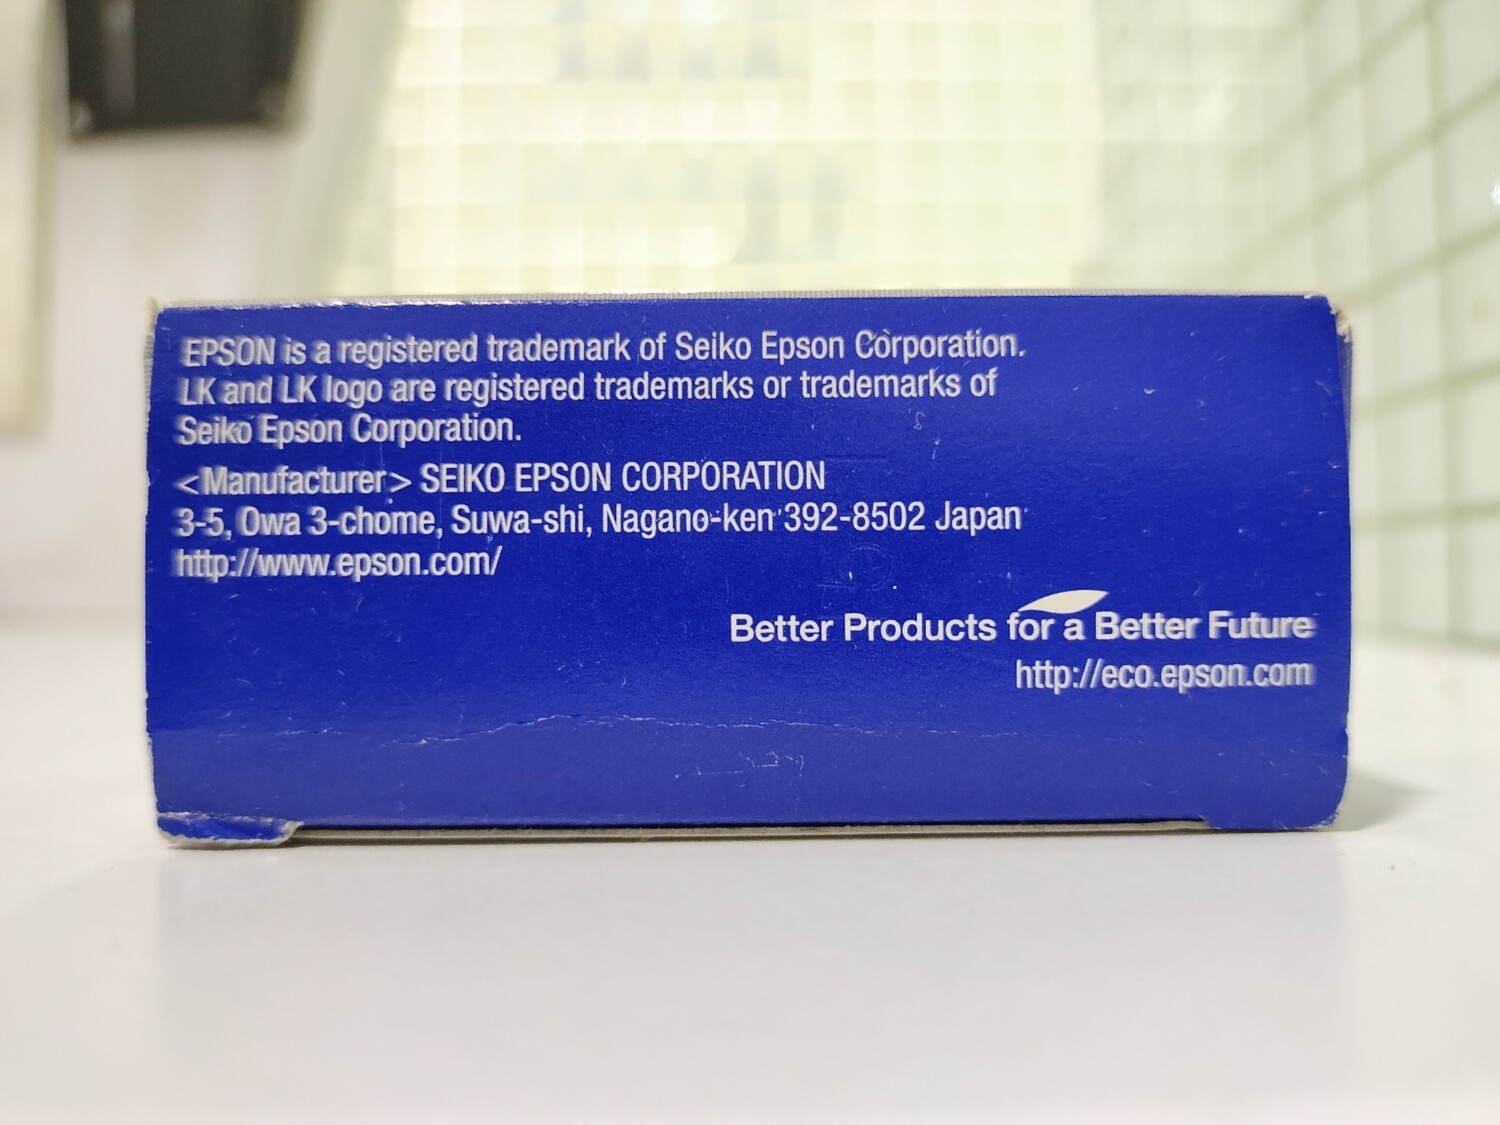 EPSON is a registered trademark of Seiko Epson Corporation.
LK and LK logo are registered trademarks or trademarks of
Seiko Epson Corporation.
<Manufacturer> SEIKO EPSON CORPORATION
3-5, Owa 3-chome, Suwa-shi, Nagano-ken 392-8502 Japan
http://www.epson.com/
Better Products for a Better Future
http://eco.epson.com